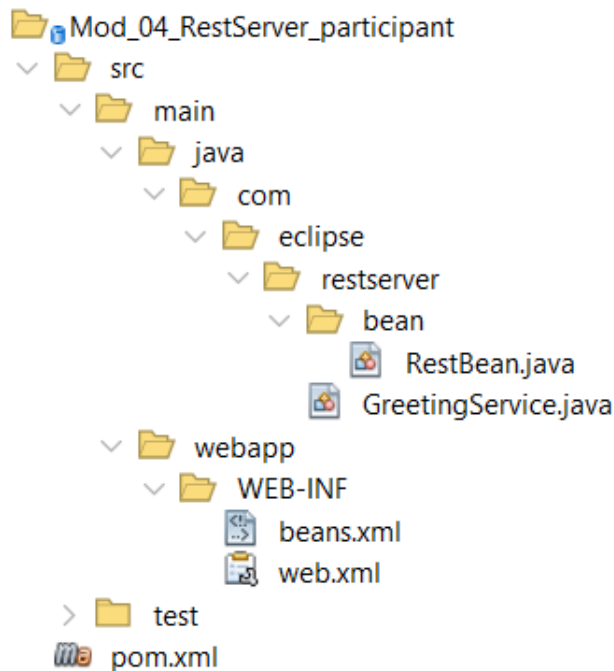 Mod_04_RestServer_participant
src
main
java
com
eclipse
restserver
bean
RestBean.java
GreetingService.java
webapp
WEB-INF
beans.xml
web.xml
test
pom.xml